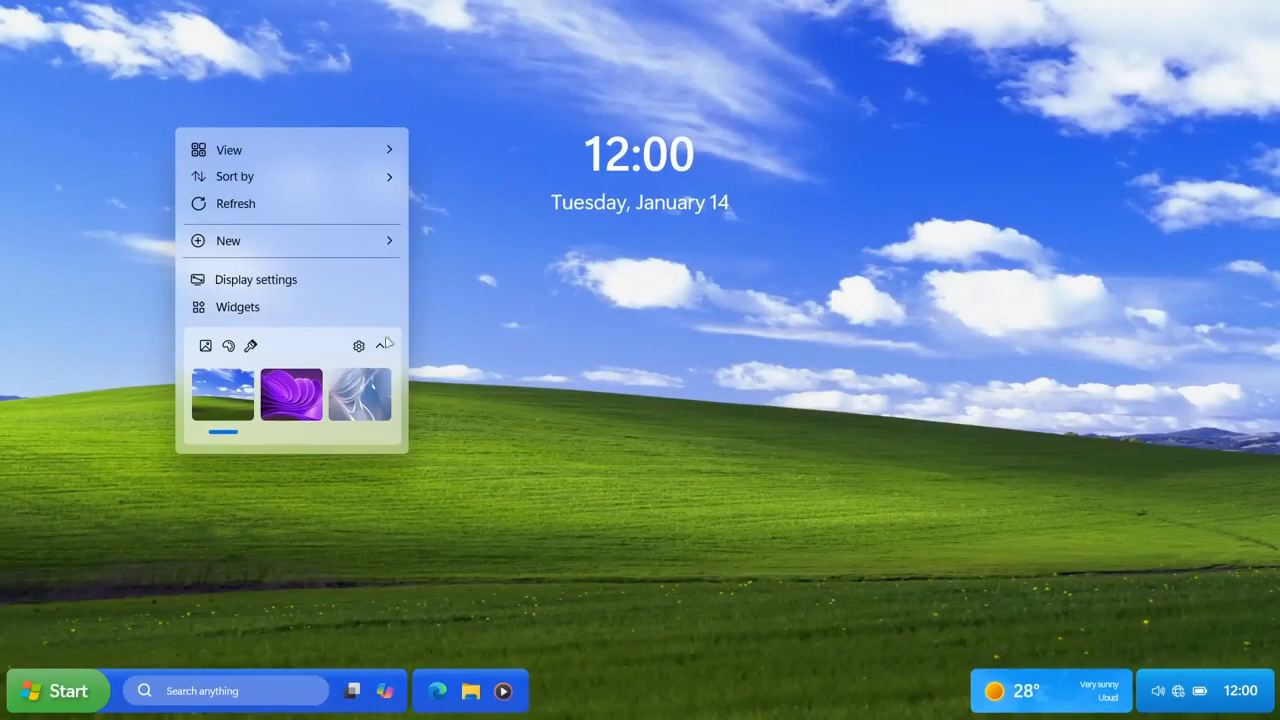 View
Sort by
Refresh
New
Display settings
Widgets
12:00
Tuesday, January 14
Start
Search anything
28°
Very sunny
Ubud
12:00